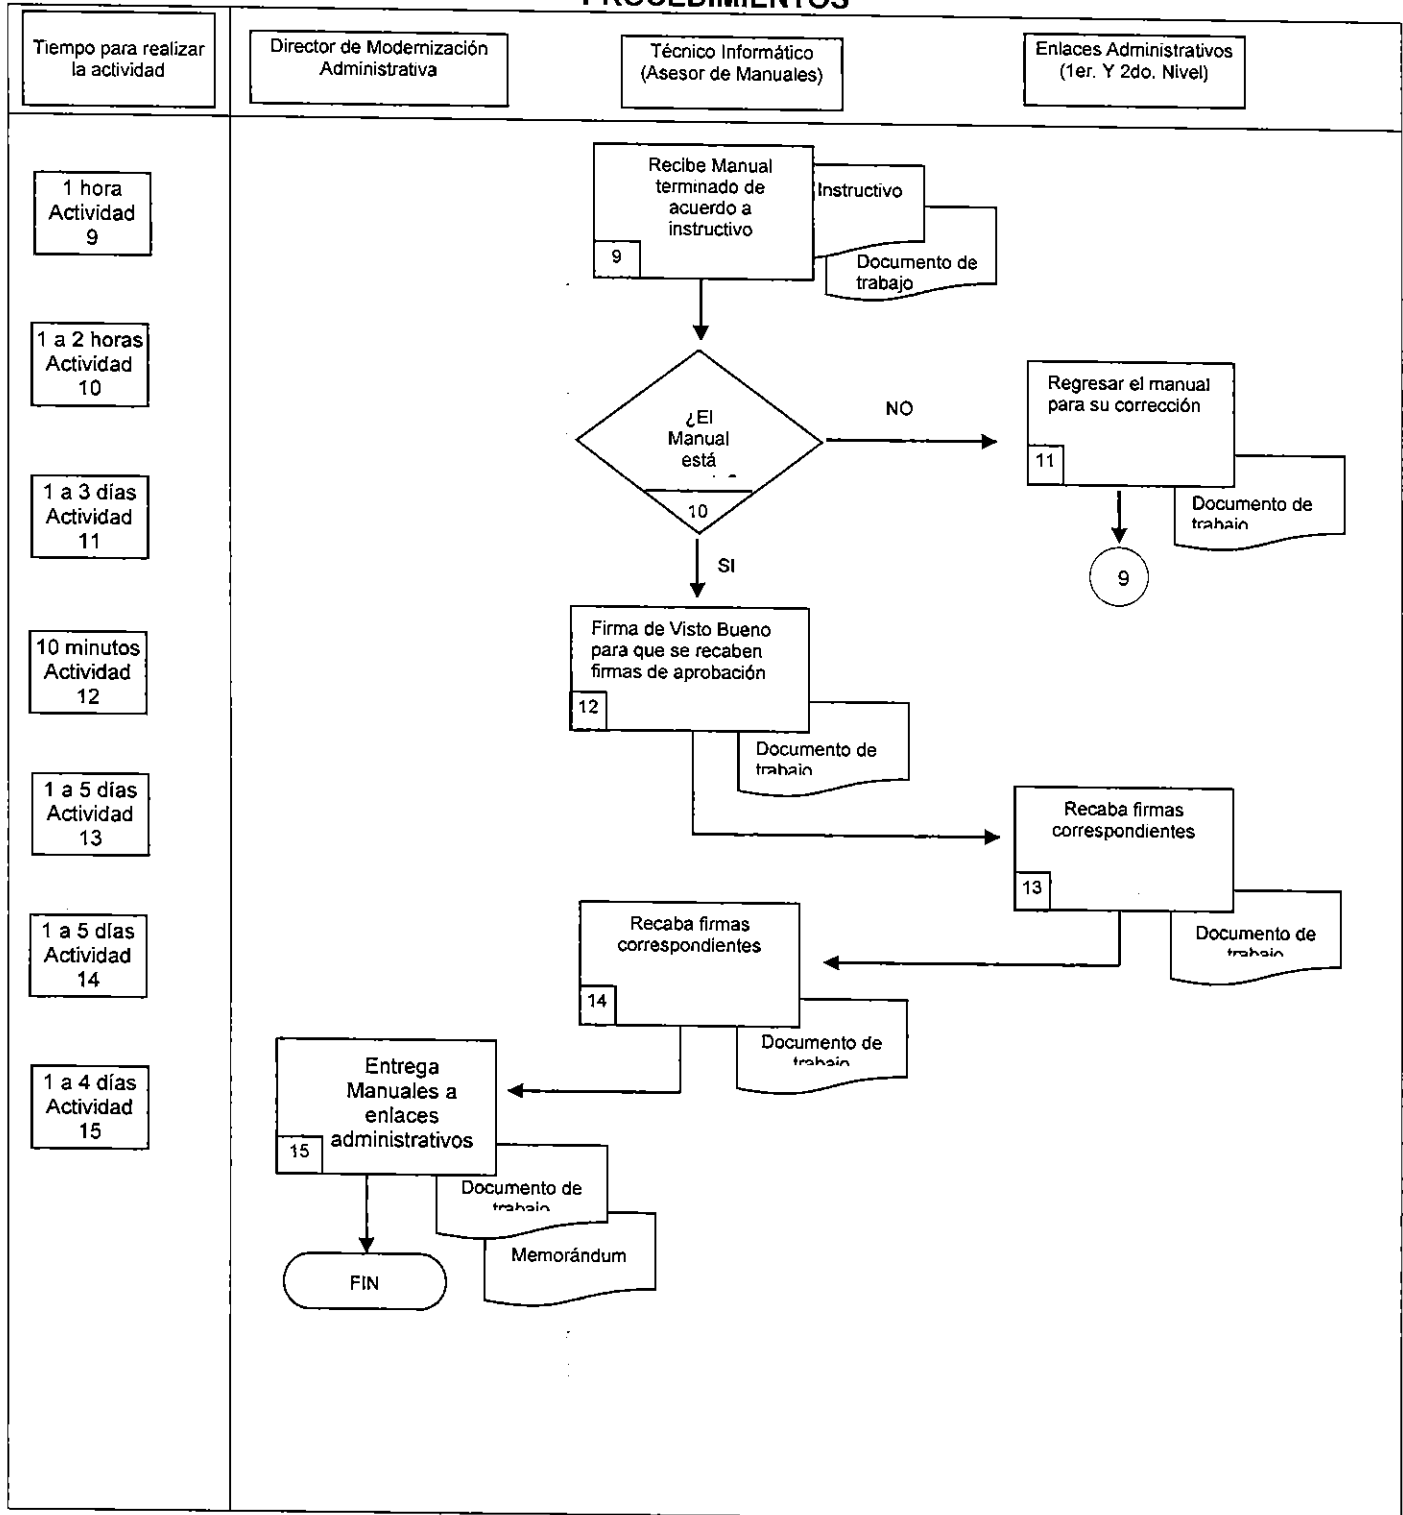 PROCEDIMIENTOS
Tiempo para realizar
la actividad
Director de Modernización
Administrativa
Técnico Informático
(Asesor de Manuales)
Enlaces Administrativos
(1er. Y 2do. Nivel)
1 hora
Actividad
9
Recibe Manual
terminado de
acuerdo a
instructivo
9
Instructivo
Documento de
trabajo
1 a 2 horas
Actividad
10
¿El
Manual
está
10
NO
Regresar el manual
para su corrección
11
Documento de
trabajo
9
1 a 3 días
Actividad
11
SI
10 minutos
Actividad
12
Firma de Visto Bueno
para que se recaben
firmas de aprobación
12
Documento de
trabajo
1 a 5 días
Actividad
13
Recaba firmas
correspondientes
13
Documento de
trabajo
1 a 5 días
Actividad
14
Recaba firmas
correspondientes
14
Documento de
trabajo
1 a 4 días
Actividad
15
Entrega
Manuales a
enlaces
administrativos
15
Documento de
trabajo
Memorándum
FIN